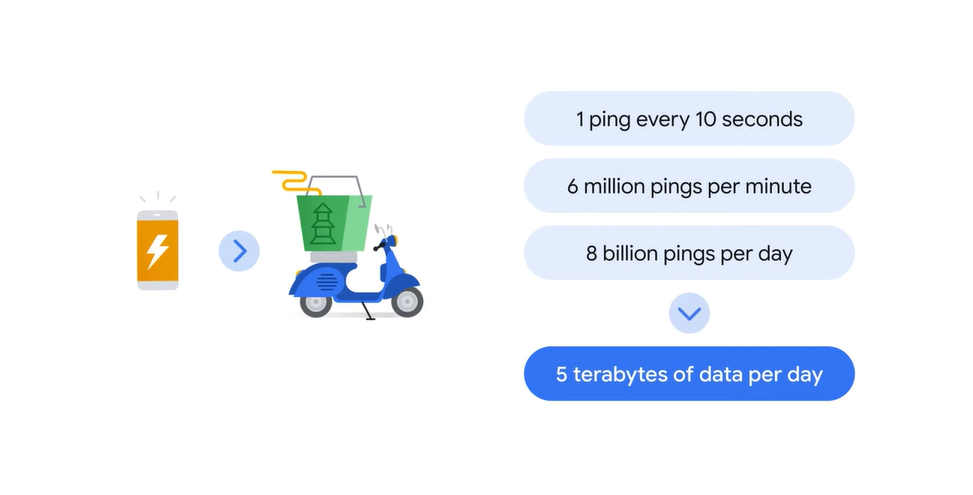 1 ping every 10 seconds
6 million pings per minute
8 billion pings per day
5 terabytes of data per day